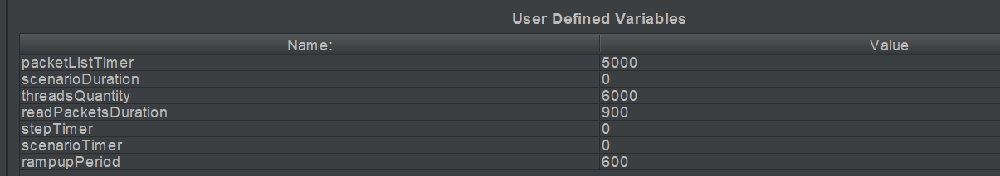 User Defined Variables
Name: Value
packetListTimer 5000
scenarioDuration 0
threadsQuantity 6000
readPacketsDuration 900
stepTimer 0
scenarioTimer 0
rampupPeriod 600